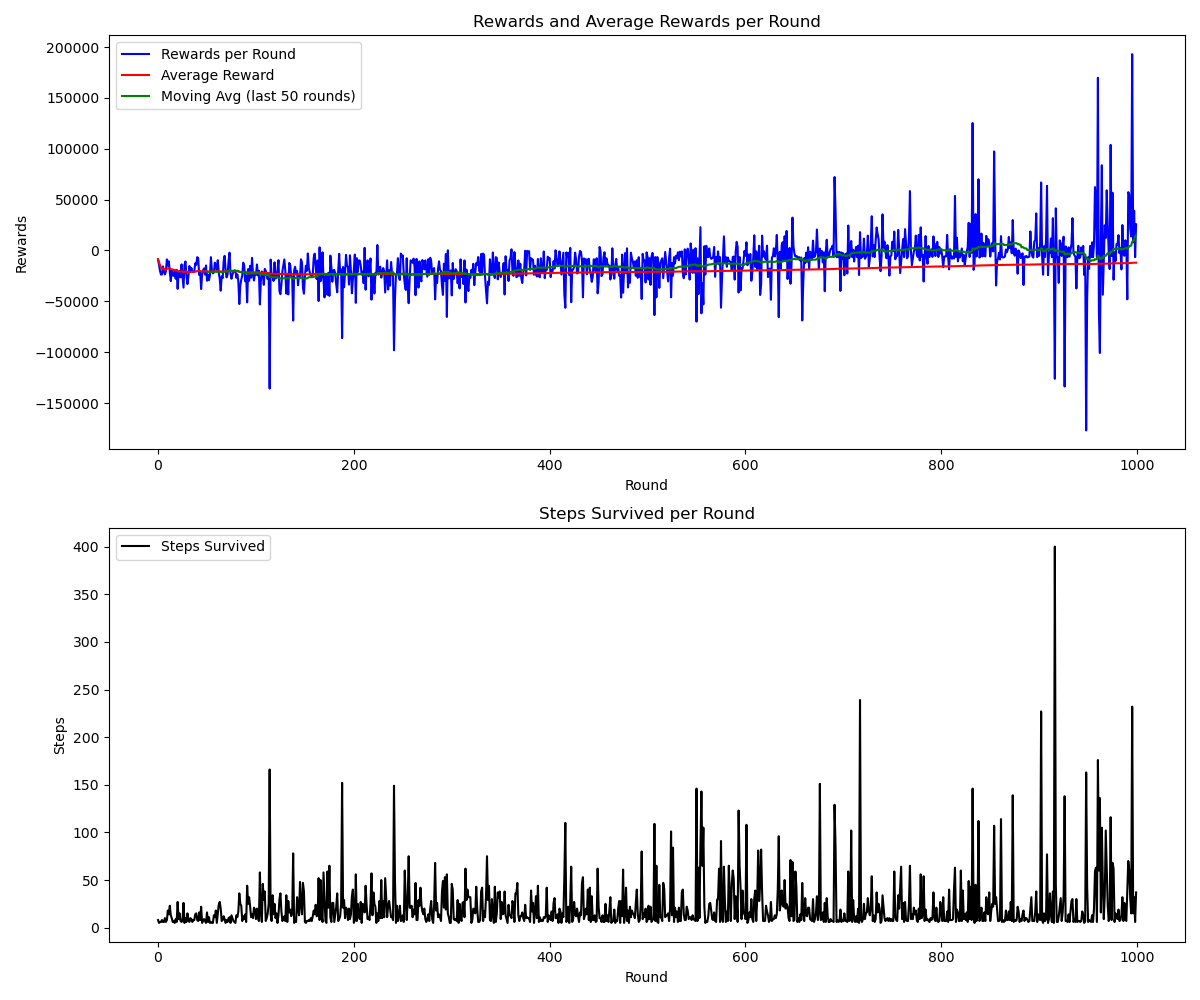 Rewards and Average Rewards per Round
200000
150000
100000
50000
0
−50000
−100000
−150000
Rewards
Rewards per Round
Average Reward
Moving Avg (last 50 rounds)
0 200 400 600 800 1000
Round
Steps Survived per Round
400
350
300
250
200
150
100
50
0
Steps
Steps Survived
0 200 400 600 800 1000
Round